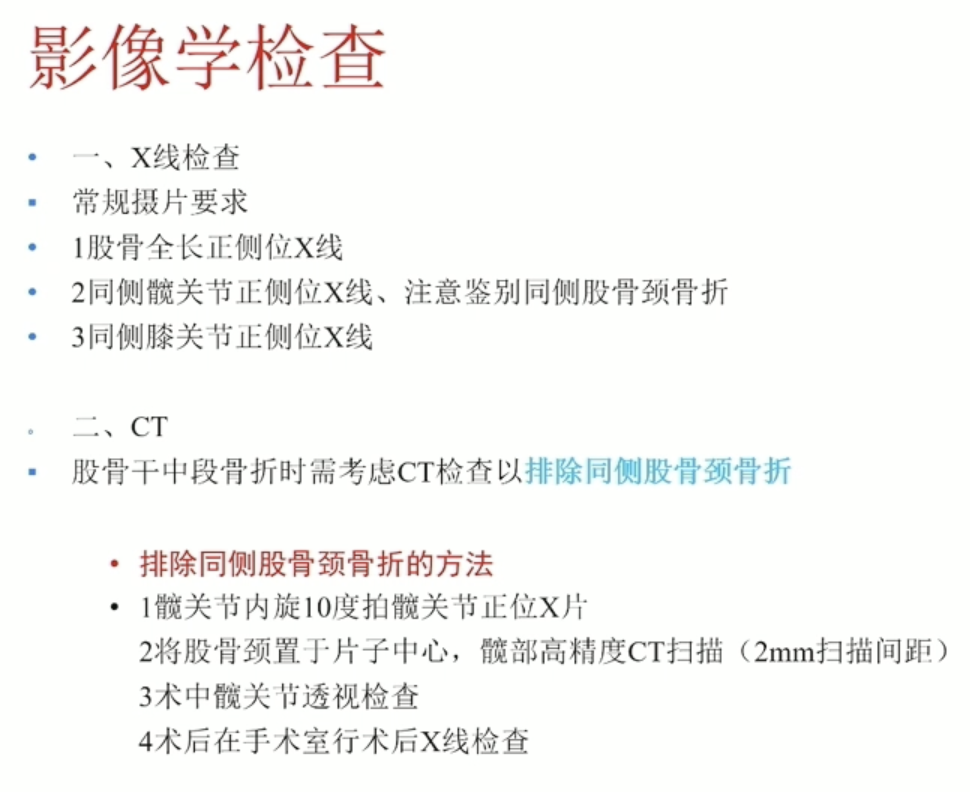 影像学检查
• 一、X线检查
▪ 常规摄片要求
• 1股骨全长正侧位X线
• 2同侧髋关节正侧位X线、注意鉴别同侧股骨颈骨折
• 3同侧膝关节正侧位X线
。 二、CT
▪ 股骨干中段骨折时需考虑CT检查以排除同侧股骨颈骨折
• 排除同侧股骨颈骨折的方法
• 1髋关节内旋10度拍髋关节正位X片
2将股骨颈置于片子中心，髋部高精度CT扫描（2mm扫描间距）
3术中髋关节透视检查
4术后在手术室行术后X线检查